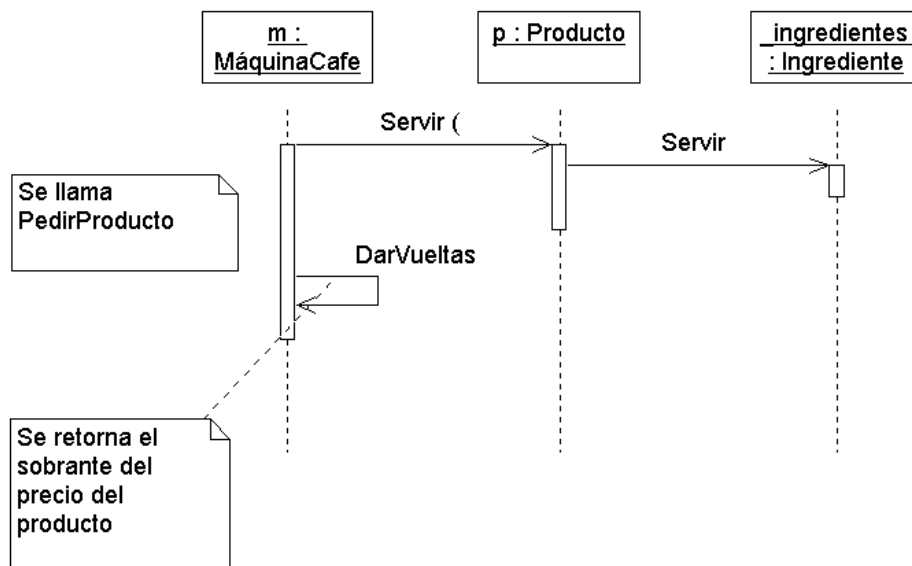 m :
MáquinaCafe
p : Producto
_ingredientes
: Ingrediente
Servir (
Servir
Se llama
PedirProducto
DarVueltas
Se retorna el
sobrante del
precio del
producto